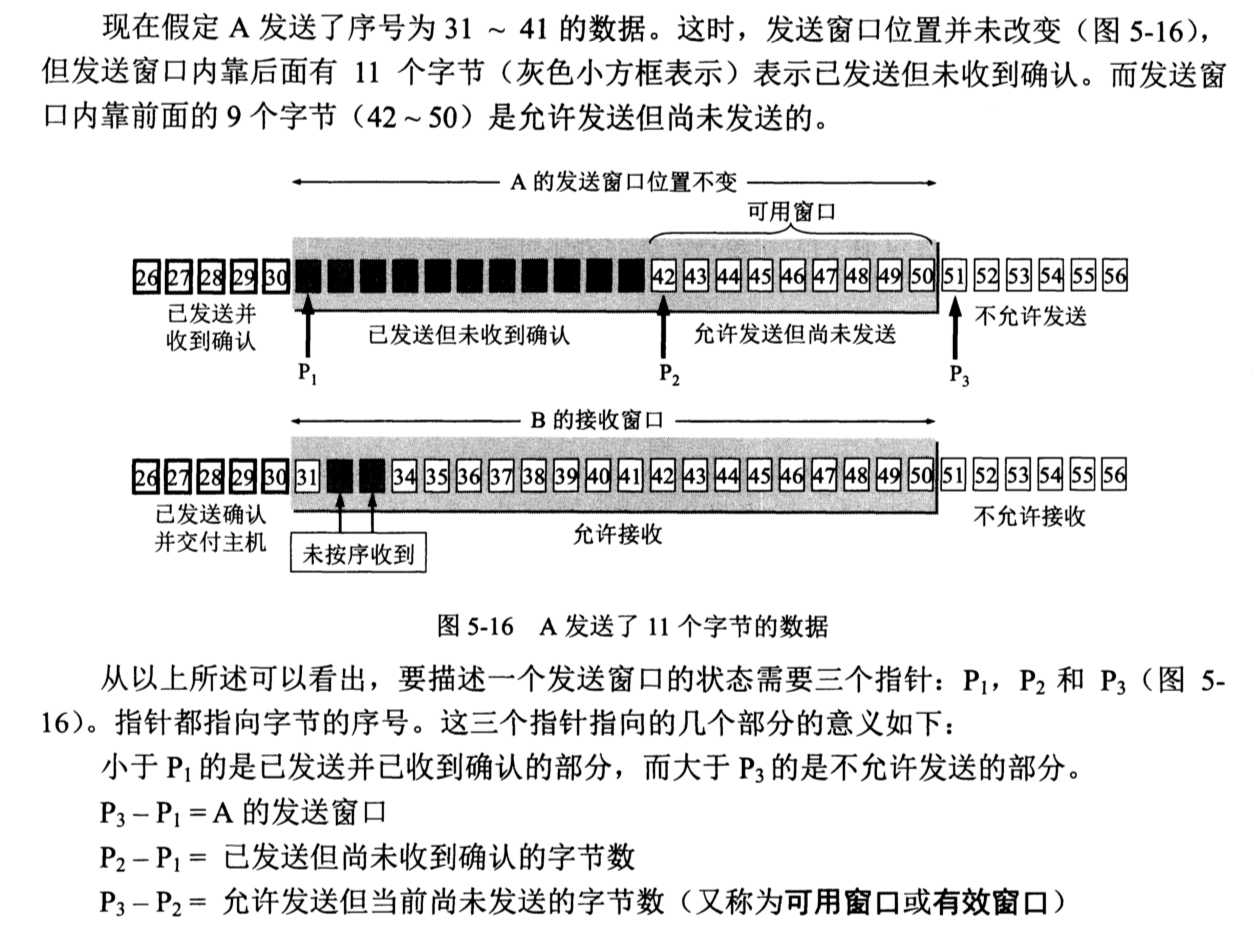 现在假定 A 发送了序号为 31 ~ 41 的数据。这时，发送窗口位置并未改变（图 5-16），
但发送窗口内靠后面有 11 个字节（灰色小方框表示）表示已发送但未收到确认。而发送窗
口内靠前面的 9 个字节（42 ~ 50）是允许发送但尚未发送的。
A 的发送窗口位置不变
可用窗口
26 27 28 29 30 42 43 44 45 46 47 48 49 50 51 52 53 54 55 56
已发送并
收到确认
已发送但未收到确认
允许发送但尚未发送
不允许发送
P₁ P₂ P₃
B 的接收窗口
26 27 28 29 30 31 34 35 36 37 38 39 40 41 42 43 44 45 46 47 48 49 50 51 52 53 54 55 56
已发送确认
并交付主机
未按序收到
允许接收
不允许接收
图 5-16 A 发送了 11 个字节的数据
从以上所述可以看出，要描述一个发送窗口的状态需要三个指针：P₁，P₂ 和 P₃（图 5-
16）。指针都指向字节的序号。这三个指针指向的几个部分的意义如下：
小于 P₁ 的是已发送并已收到确认的部分，而大于 P₃ 的是不允许发送的部分。
P₃ – P₁ = A 的发送窗口
P₂ – P₁ = 已发送但尚未收到确认的字节数
P₃ – P₂ = 允许发送但当前尚未发送的字节数（又称为可用窗口或有效窗口）